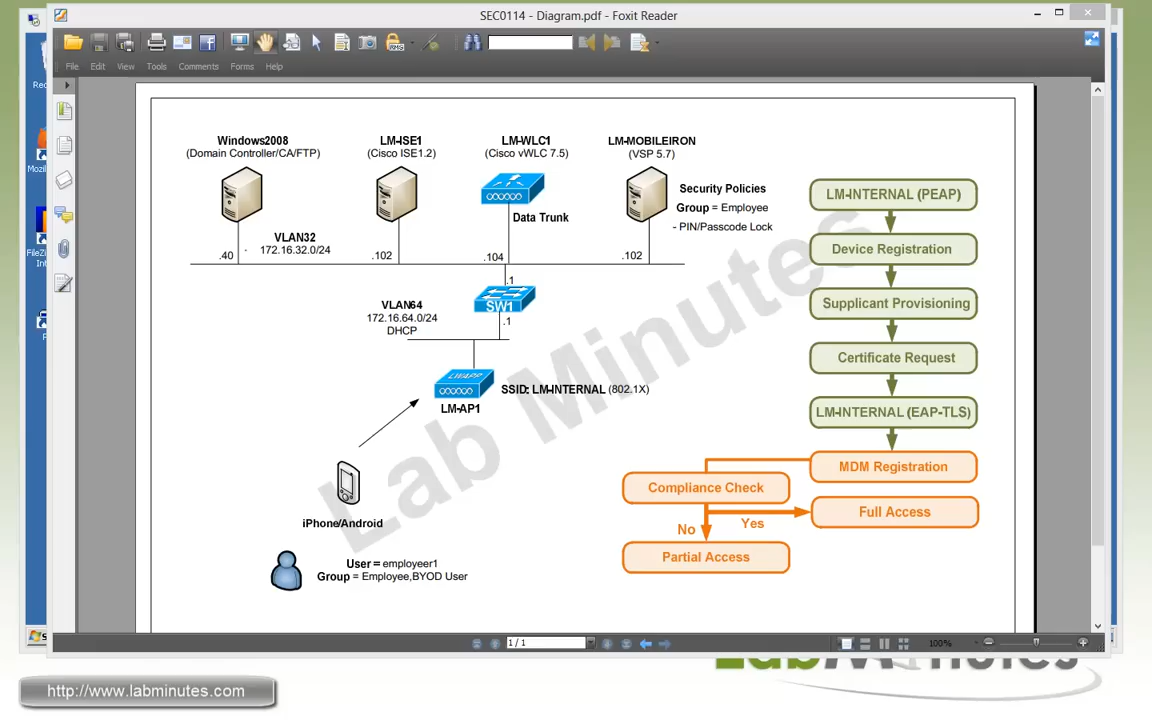 SEC0114 - Diagram.pdf - Foxit Reader
File Edit View Tools Comments Forms Help
Windows2008
(Domain Controller/CA/FTP)
LM-ISE1
(Cisco ISE1.2)
LM-WLC1
(Cisco vWLC 7.5)
LM-MOBILEIRON
(VSP 5.7)
Security Policies
Group = Employee
- PIN/Passcode Lock
Data Trunk
VLAN32
172.16.32.0/24
.40
.102
.104
.102
.1
SW1
.1
VLAN64
172.16.64.0/24
DHCP
LWAPP
SSID: LM-INTERNAL (802.1X)
LM-AP1
iPhone/Android
User = employeer1
Group = Employee,BYOD User
LM-INTERNAL (PEAP)
Device Registration
Supplicant Provisioning
Certificate Request
LM-INTERNAL (EAP-TLS)
MDM Registration
Compliance Check
Full Access
Yes
No
Partial Access
Lab Minutes
1 / 1
100%
http://www.labminutes.com